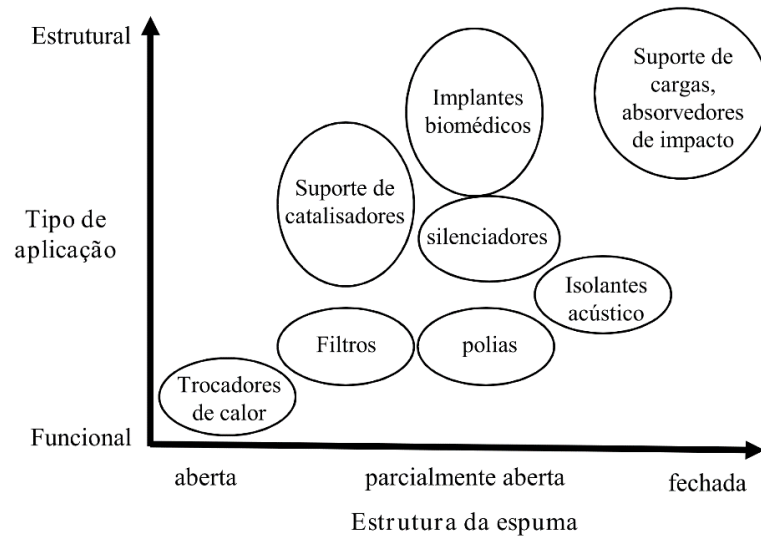 Estrutural
Suporte de
cargas,
absorvedores
de impacto
Implantes
biomédicos
Suporte de
catalisadores
Tipo de
aplicação
silenciadores
Isolantes
acústico
Filtros
polias
Trocadores
de calor
Funcional
aberta
parcialmente aberta
fechada
Estrutura da espuma